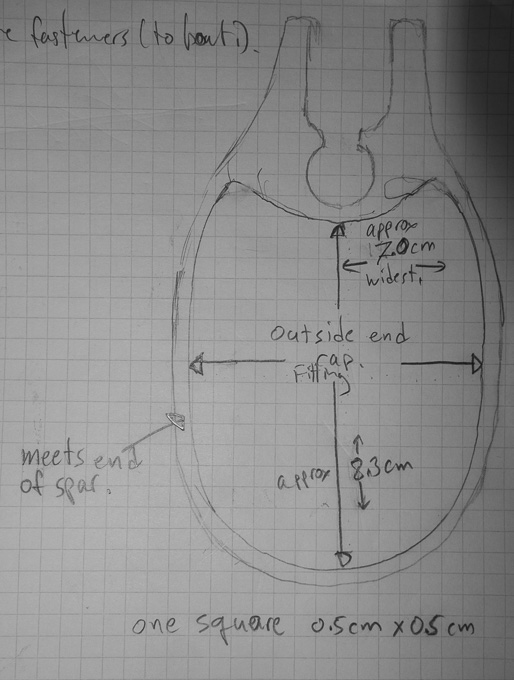 fasteners (to bout).
approx
7.0cm
widest.
outside end
cap.
Fitting
meets end
of spar.
approx 8.3cm
one square 0.5cm x 0.5cm